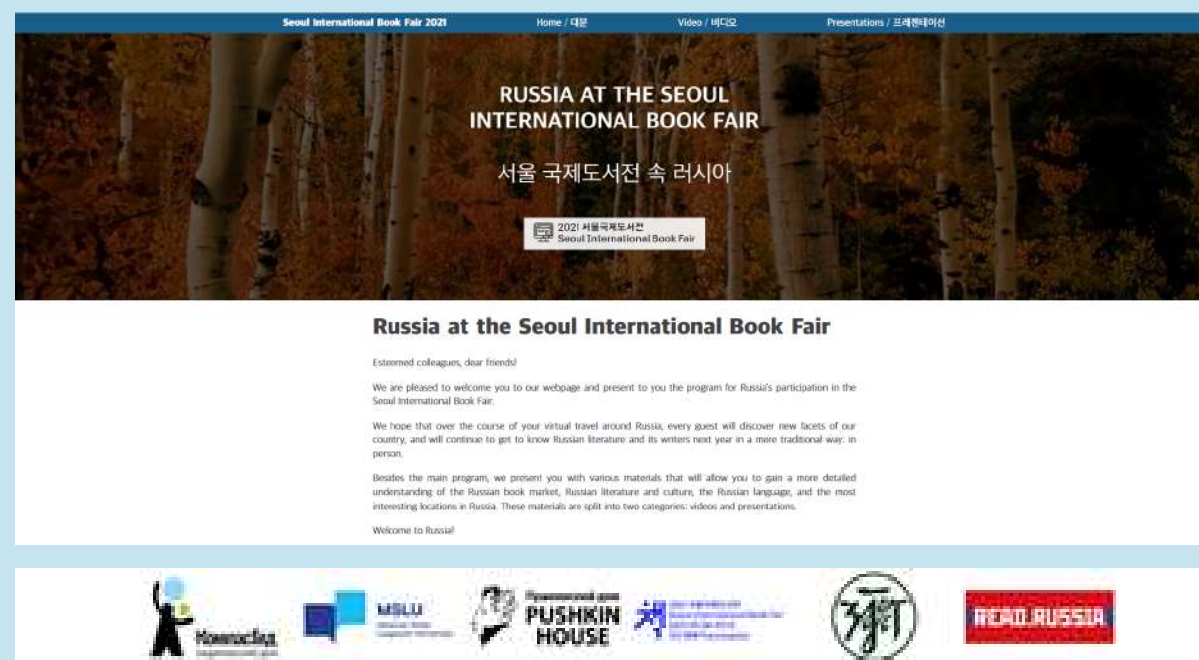 Seoul International Book Fair 2021 Home / 대문 Video / 비디오 Presentations / 프레젠테이션
RUSSIA AT THE SEOUL
INTERNATIONAL BOOK FAIR
서울 국제도서전 속 러시아
2021 서울국제도서전
Seoul International Book Fair
Russia at the Seoul International Book Fair
Esteemed colleagues, dear friends!
We are pleased to welcome you to our webpage and present to you the program for Russia's participation in the
Seoul International Book Fair.
We hope that over the course of your virtual travel around Russia, every guest will discover new facets of our
country, and will continue to get to know Russian literature and its writers next year in a more traditional way: in
person.
Besides the main program, we present you with various materials that will allow you to gain a more detailed
understanding of the Russian book market, Russian literature and culture, the Russian language, and the most
interesting locations in Russia. These materials are split into two categories: videos and presentations.
Welcome to Russia!
КомпасГид
MSLU
Пушкинский дом
PUSHKIN
HOUSE
READ.RUSSIA